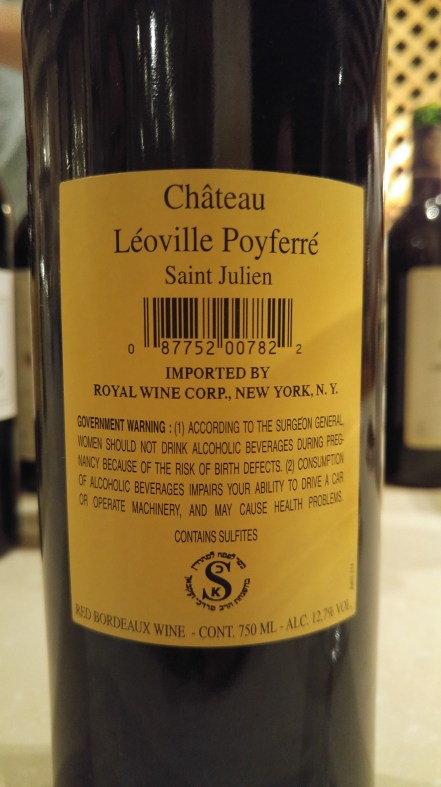 Château
Léoville Poyferré
Saint Julien
0 87752 00782 2
IMPORTED BY
ROYAL WINE CORP., NEW YORK, N. Y.
GOVERNMENT WARNING : (1) ACCORDING TO THE SURGEON GENERAL,
WOMEN SHOULD NOT DRINK ALCOHOLIC BEVERAGES DURING PREG-
NANCY BECAUSE OF THE RISK OF BIRTH DEFECTS. (2) CONSUMPTION
OF ALCOHOLIC BEVERAGES IMPAIRS YOUR ABILITY TO DRIVE A CAR
OR OPERATE MACHINERY, AND MAY CAUSE HEALTH PROBLEMS.
CONTAINS SULFITES
כשר לפסח למהדרין
כ
S
K
RED BORDEAUX WINE - CONT. 750 ML - ALC. 12,7% VOL.